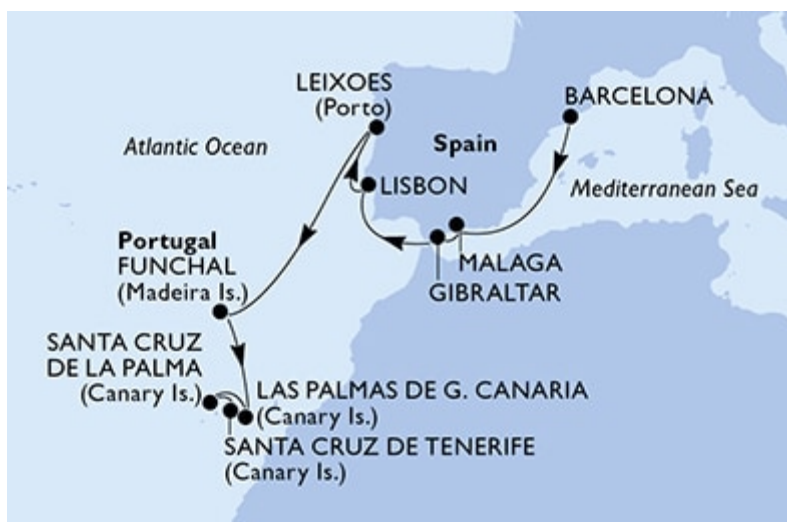 LEIXOES
(Porto)
BARCELONA
Atlantic Ocean
Spain
LISBON
Mediterranean Sea
Portugal
FUNCHAL
(Madeira Is.)
MALAGA
GIBRALTAR
SANTA CRUZ
DE LA PALMA
(Canary Is.)
LAS PALMAS DE G. CANARIA
(Canary Is.)
SANTA CRUZ DE TENERIFE
(Canary Is.)